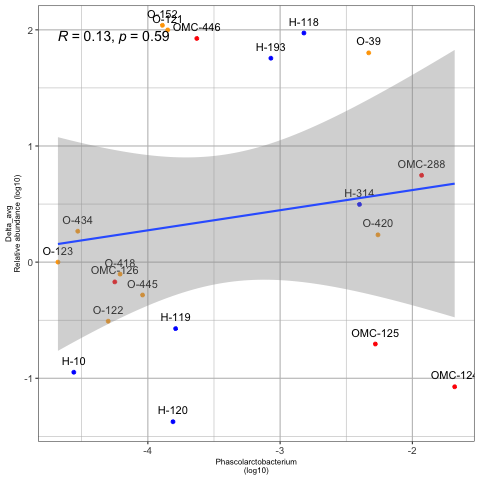 O-152
O-121
R = 0.13, p = 0.59
OMC-446
H-118
H-193
O-39
OMC-288
H-314
O-434
O-420
O-123
O-418
OMC-126
O-445
O-122
H-119
OMC-125
H-10
OMC-124
H-120
2
1
0
-1
-4
-3
-2
Delta_avg
Relative abundante (log10)
Phascolarctobacterium
(log10)